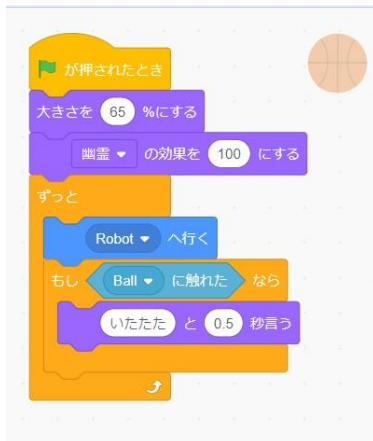 が押されたとき
大きさを 65 %にする
幽霊 の効果を 100 にする
ずっと
Robot へ行く
もし Ball に触れた なら
いたたた と 0.5 秒言う